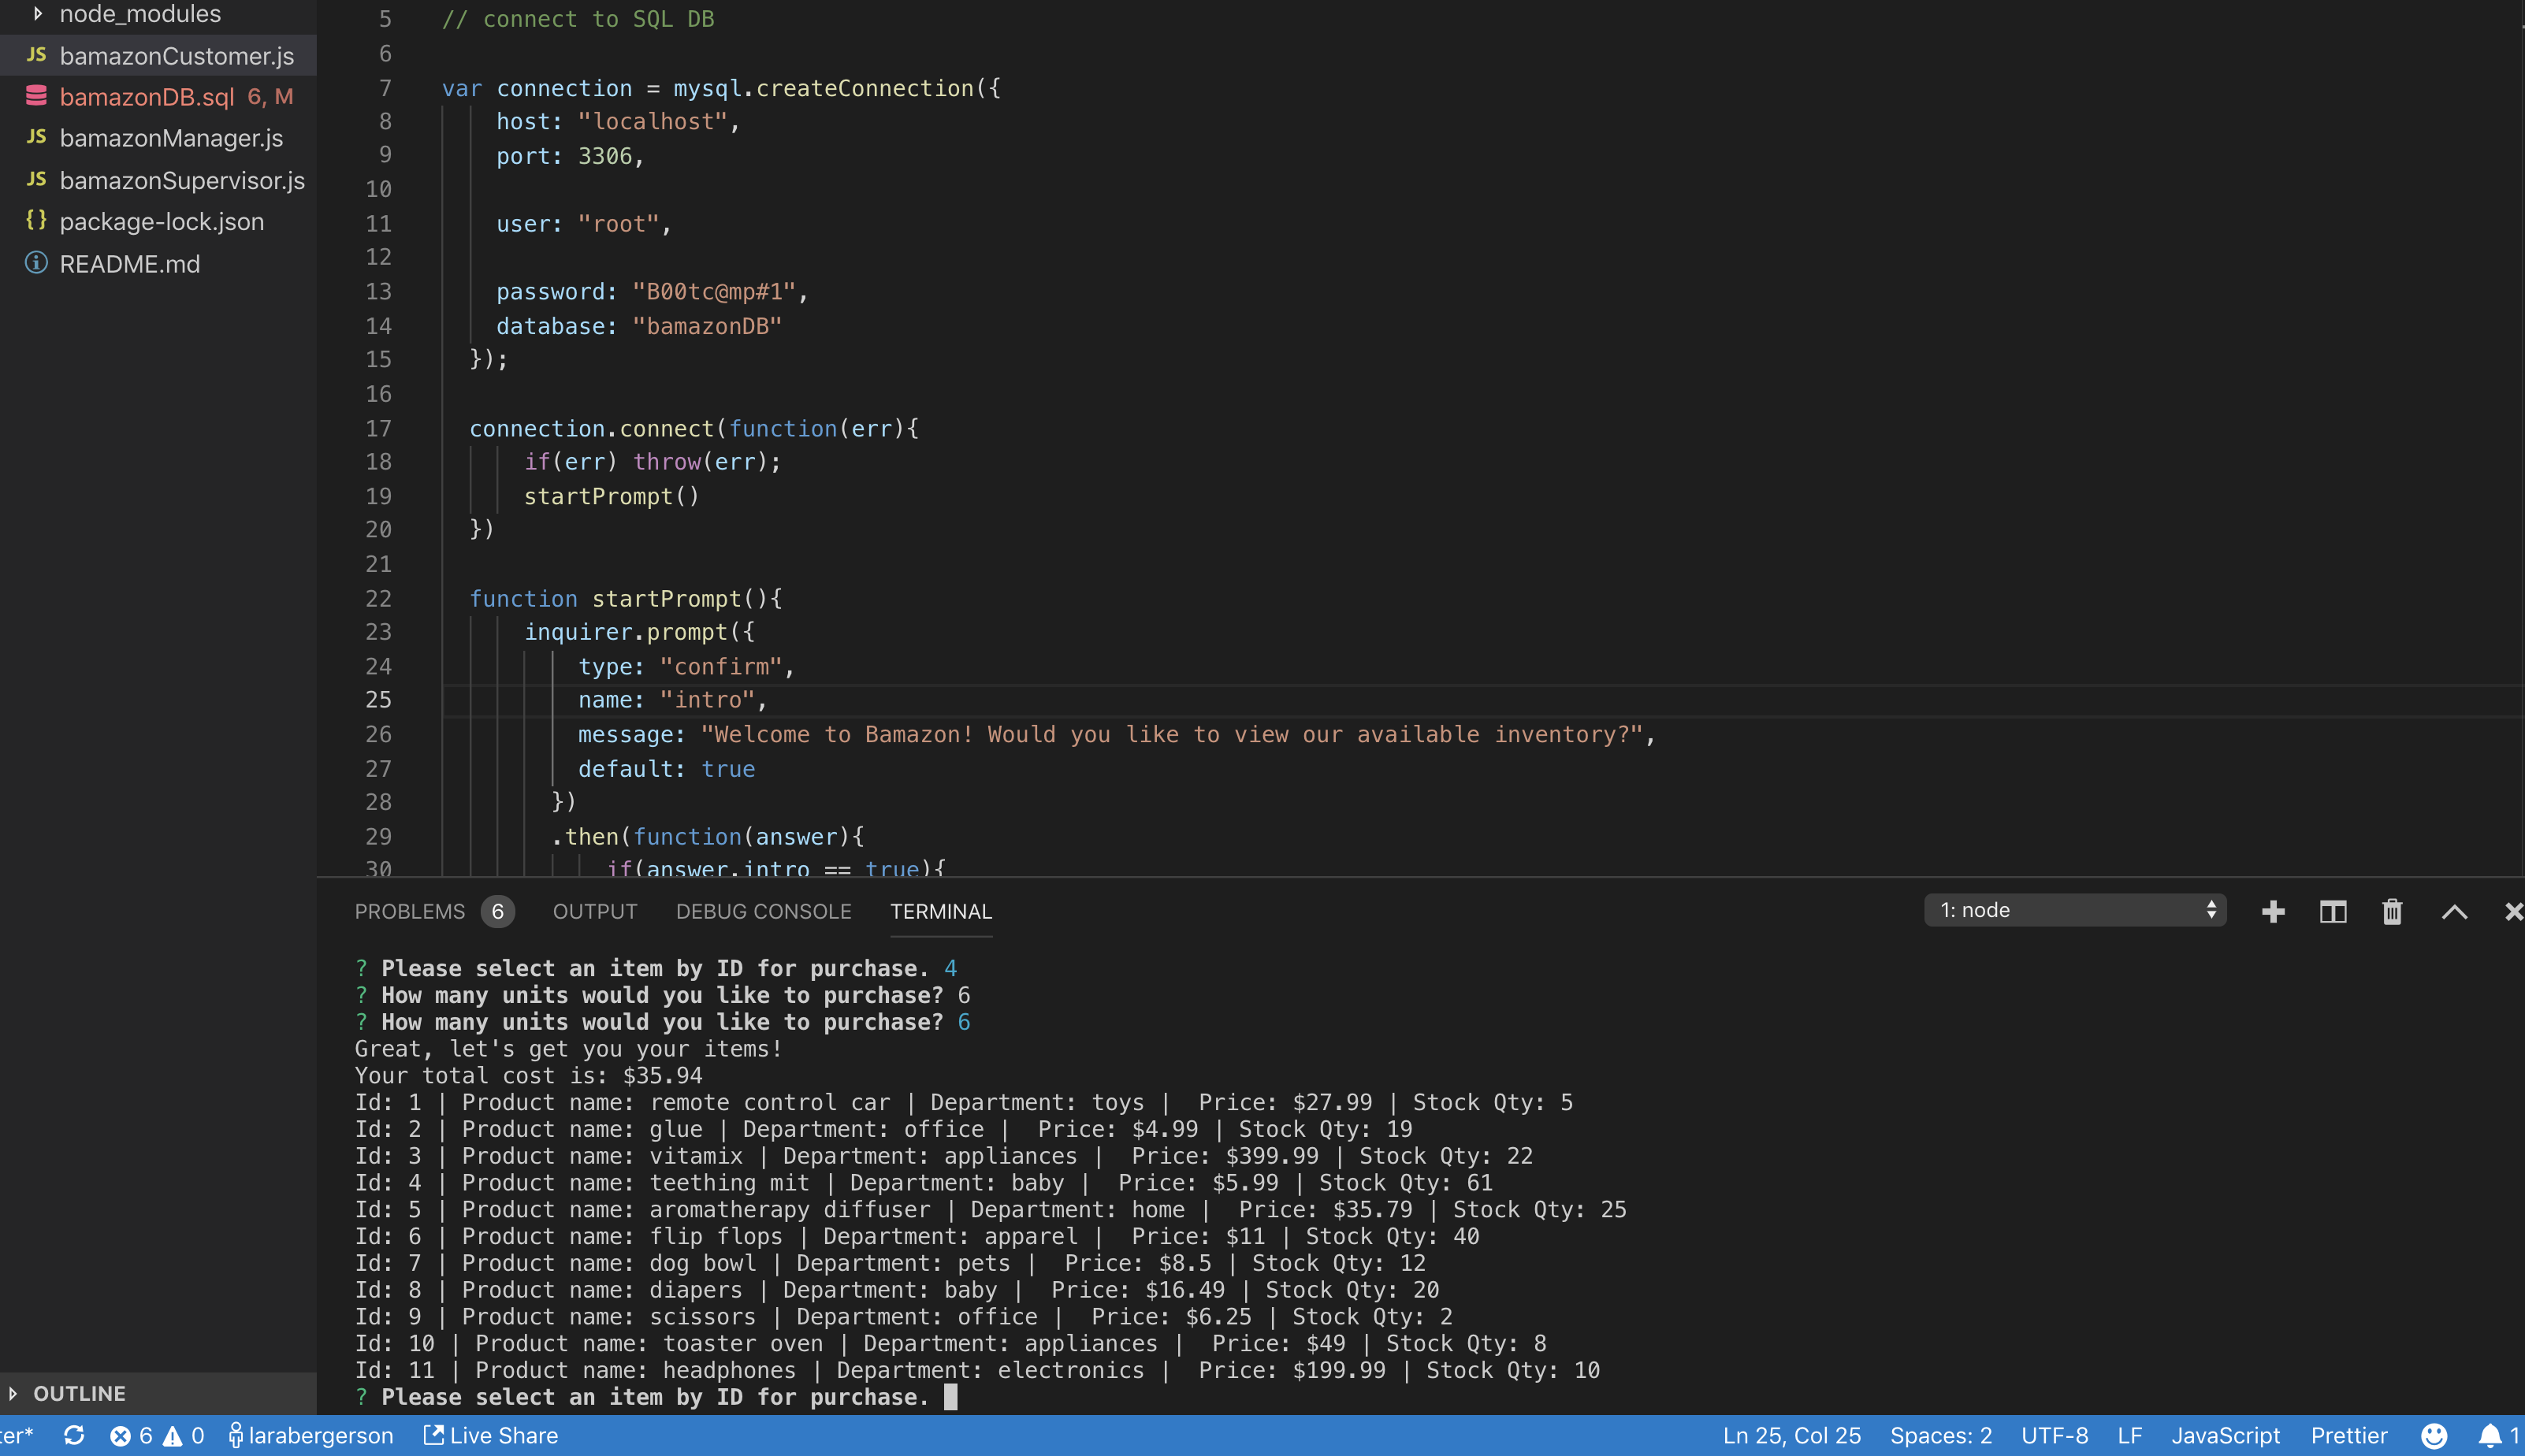 node_modules
JS bamazonCustomer.js
bamazonDB.sql 6, M
JS bamazonManager.js
JS bamazonSupervisor.js
{} package-lock.json
README.md
OUTLINE
5 // connect to SQL DB
6
7 var connection = mysql.createConnection({
8 host: "localhost",
9 port: 3306,
10
11 user: "root",
12
13 password: "B00tc@mp#1",
14 database: "bamazonDB"
15 });
16
17 connection.connect(function(err){
18 if(err) throw(err);
19 startPrompt()
20 })
21
22 function startPrompt(){
23 inquirer.prompt({
24 type: "confirm",
25 name: "intro",
26 message: "Welcome to Bamazon! Would you like to view our available inventory?",
27 default: true
28 })
29 .then(function(answer){
30 if(answer.intro == true){
PROBLEMS 6 OUTPUT DEBUG CONSOLE TERMINAL 1: node
? Please select an item by ID for purchase. 4
? How many units would you like to purchase? 6
? How many units would you like to purchase? 6
Great, let's get you your items!
Your total cost is: $35.94
Id: 1 | Product name: remote control car | Department: toys |  Price: $27.99 | Stock Qty: 5
Id: 2 | Product name: glue | Department: office |  Price: $4.99 | Stock Qty: 19
Id: 3 | Product name: vitamix | Department: appliances |  Price: $399.99 | Stock Qty: 22
Id: 4 | Product name: teething mit | Department: baby |  Price: $5.99 | Stock Qty: 61
Id: 5 | Product name: aromatherapy diffuser | Department: home |  Price: $35.79 | Stock Qty: 25
Id: 6 | Product name: flip flops | Department: apparel |  Price: $11 | Stock Qty: 40
Id: 7 | Product name: dog bowl | Department: pets |  Price: $8.5 | Stock Qty: 12
Id: 8 | Product name: diapers | Department: baby |  Price: $16.49 | Stock Qty: 20
Id: 9 | Product name: scissors | Department: office |  Price: $6.25 | Stock Qty: 2
Id: 10 | Product name: toaster oven | Department: appliances |  Price: $49 | Stock Qty: 8
Id: 11 | Product name: headphones | Department: electronics |  Price: $199.99 | Stock Qty: 10
? Please select an item by ID for purchase.
ter* 6 0 larabergerson Live Share Ln 25, Col 25 Spaces: 2 UTF-8 LF JavaScript Prettier 1